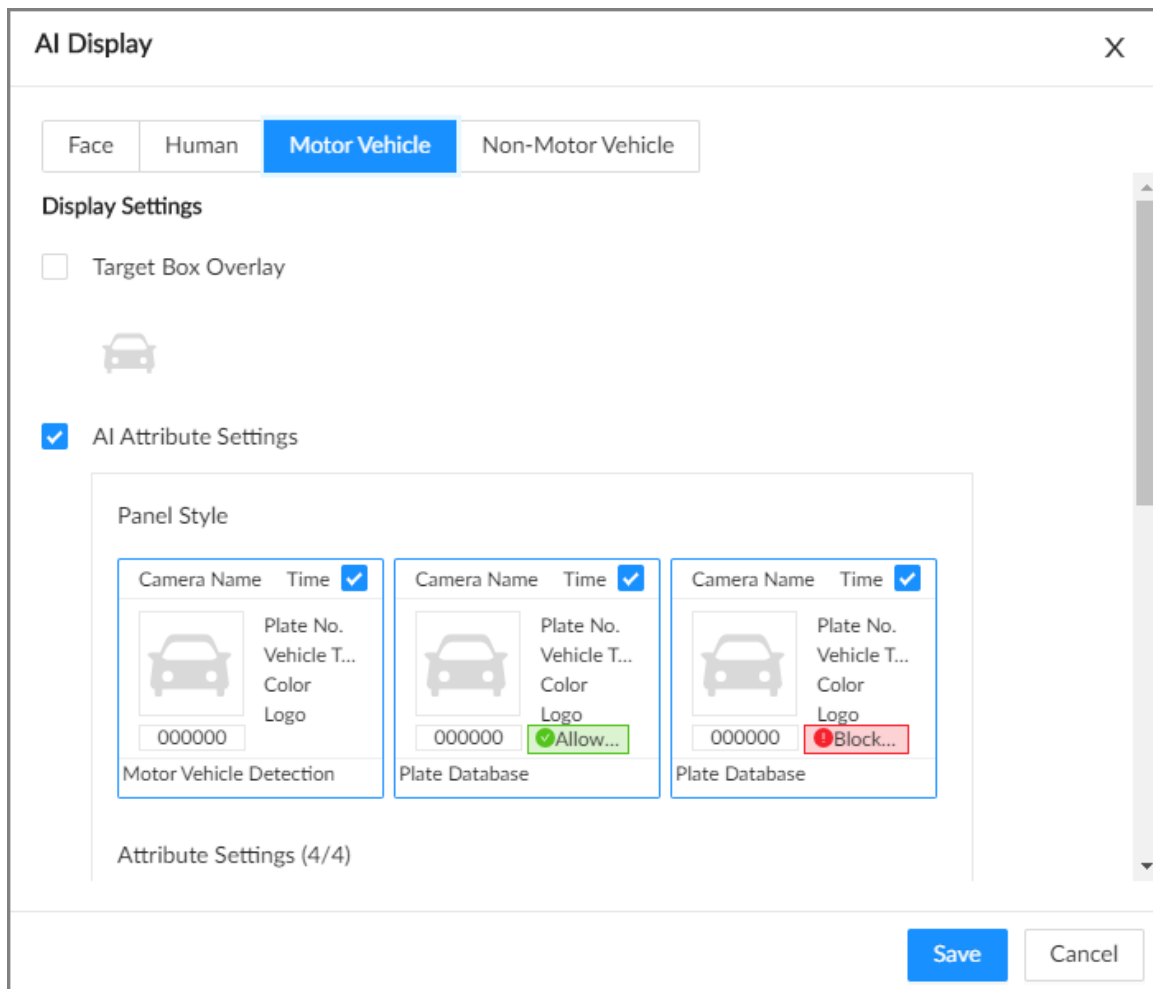 AI Display
X
Face Human Motor Vehicle Non-Motor Vehicle
Display Settings
Target Box Overlay
AI Attribute Settings
Panel Style
Camera Name Time
Plate No.
Vehicle T...
Color
Logo
000000
Motor Vehicle Detection
Camera Name Time
Plate No.
Vehicle T...
Color
Logo
000000 Allow...
Plate Database
Camera Name Time
Plate No.
Vehicle T...
Color
Logo
000000 Block...
Plate Database
Attribute Settings (4/4)
Save Cancel